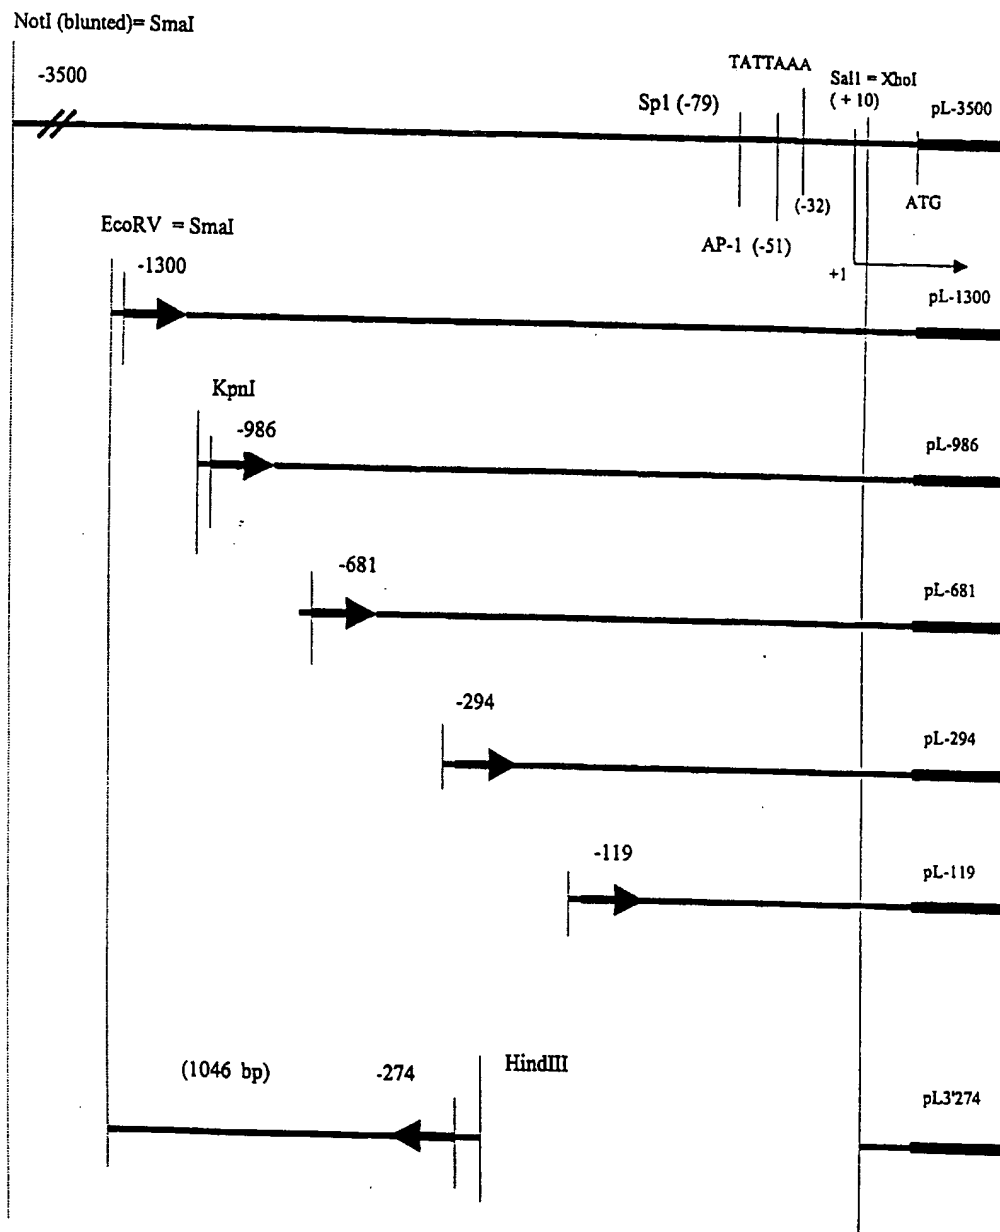 NotI (blunted)= SmaI
-3500
TATTAAA
Sp1 (-79)
Sal1 = XhoI
( + 10)
pL-3500
(-32)
ATG
AP-1 (-51)
+1
EcoRV = SmaI
-1300
pL-1300
KpnI
-986
pL-986
-681
pL-681
-294
pL-294
-119
pL-119
(1046 bp)
-274
HindIII
pL3'274